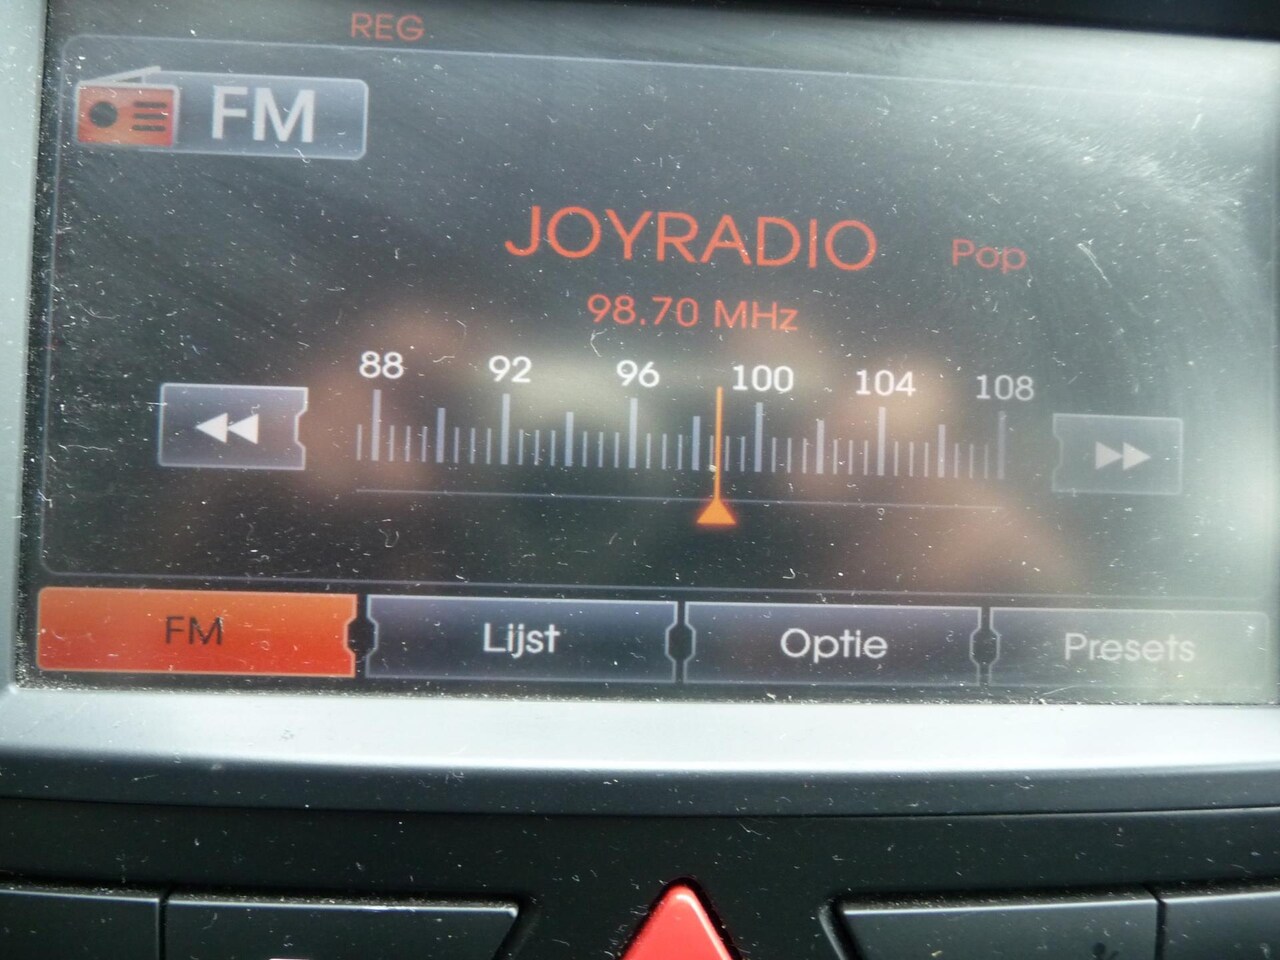 REG
FM
JOYRADIO Pop
98.70 MHz
88 92 96 100 104 108
FM Lijst Optie Presets